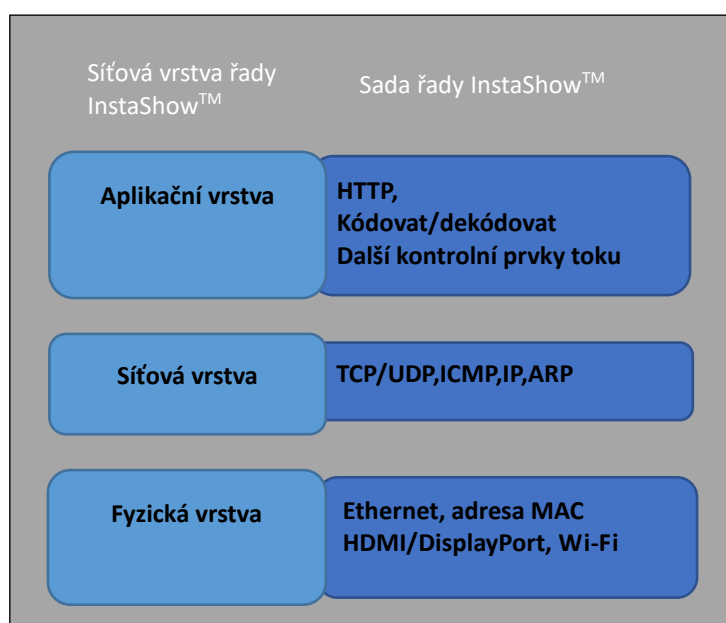 Síťová vrstva řady
InstaShow™
Sada řady InstaShow™
Aplikační vrstva
HTTP,
Kódovat/dekódovat
Další kontrolní prvky toku
Síťová vrstva
TCP/UDP,ICMP,IP,ARP
Fyzická vrstva
Ethernet, adresa MAC
HDMI/DisplayPort, Wi-Fi